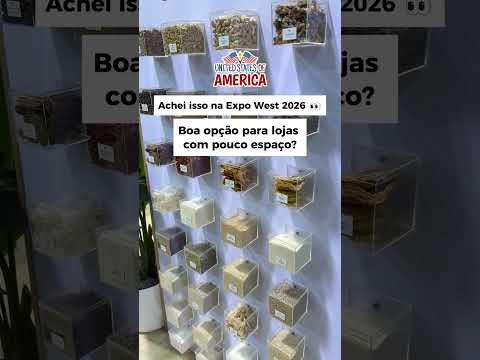 UNITED STATES OF
AMERICA
Achei isso na Expo West 2026 👀
Boa opção para lojas
com pouco espaço?